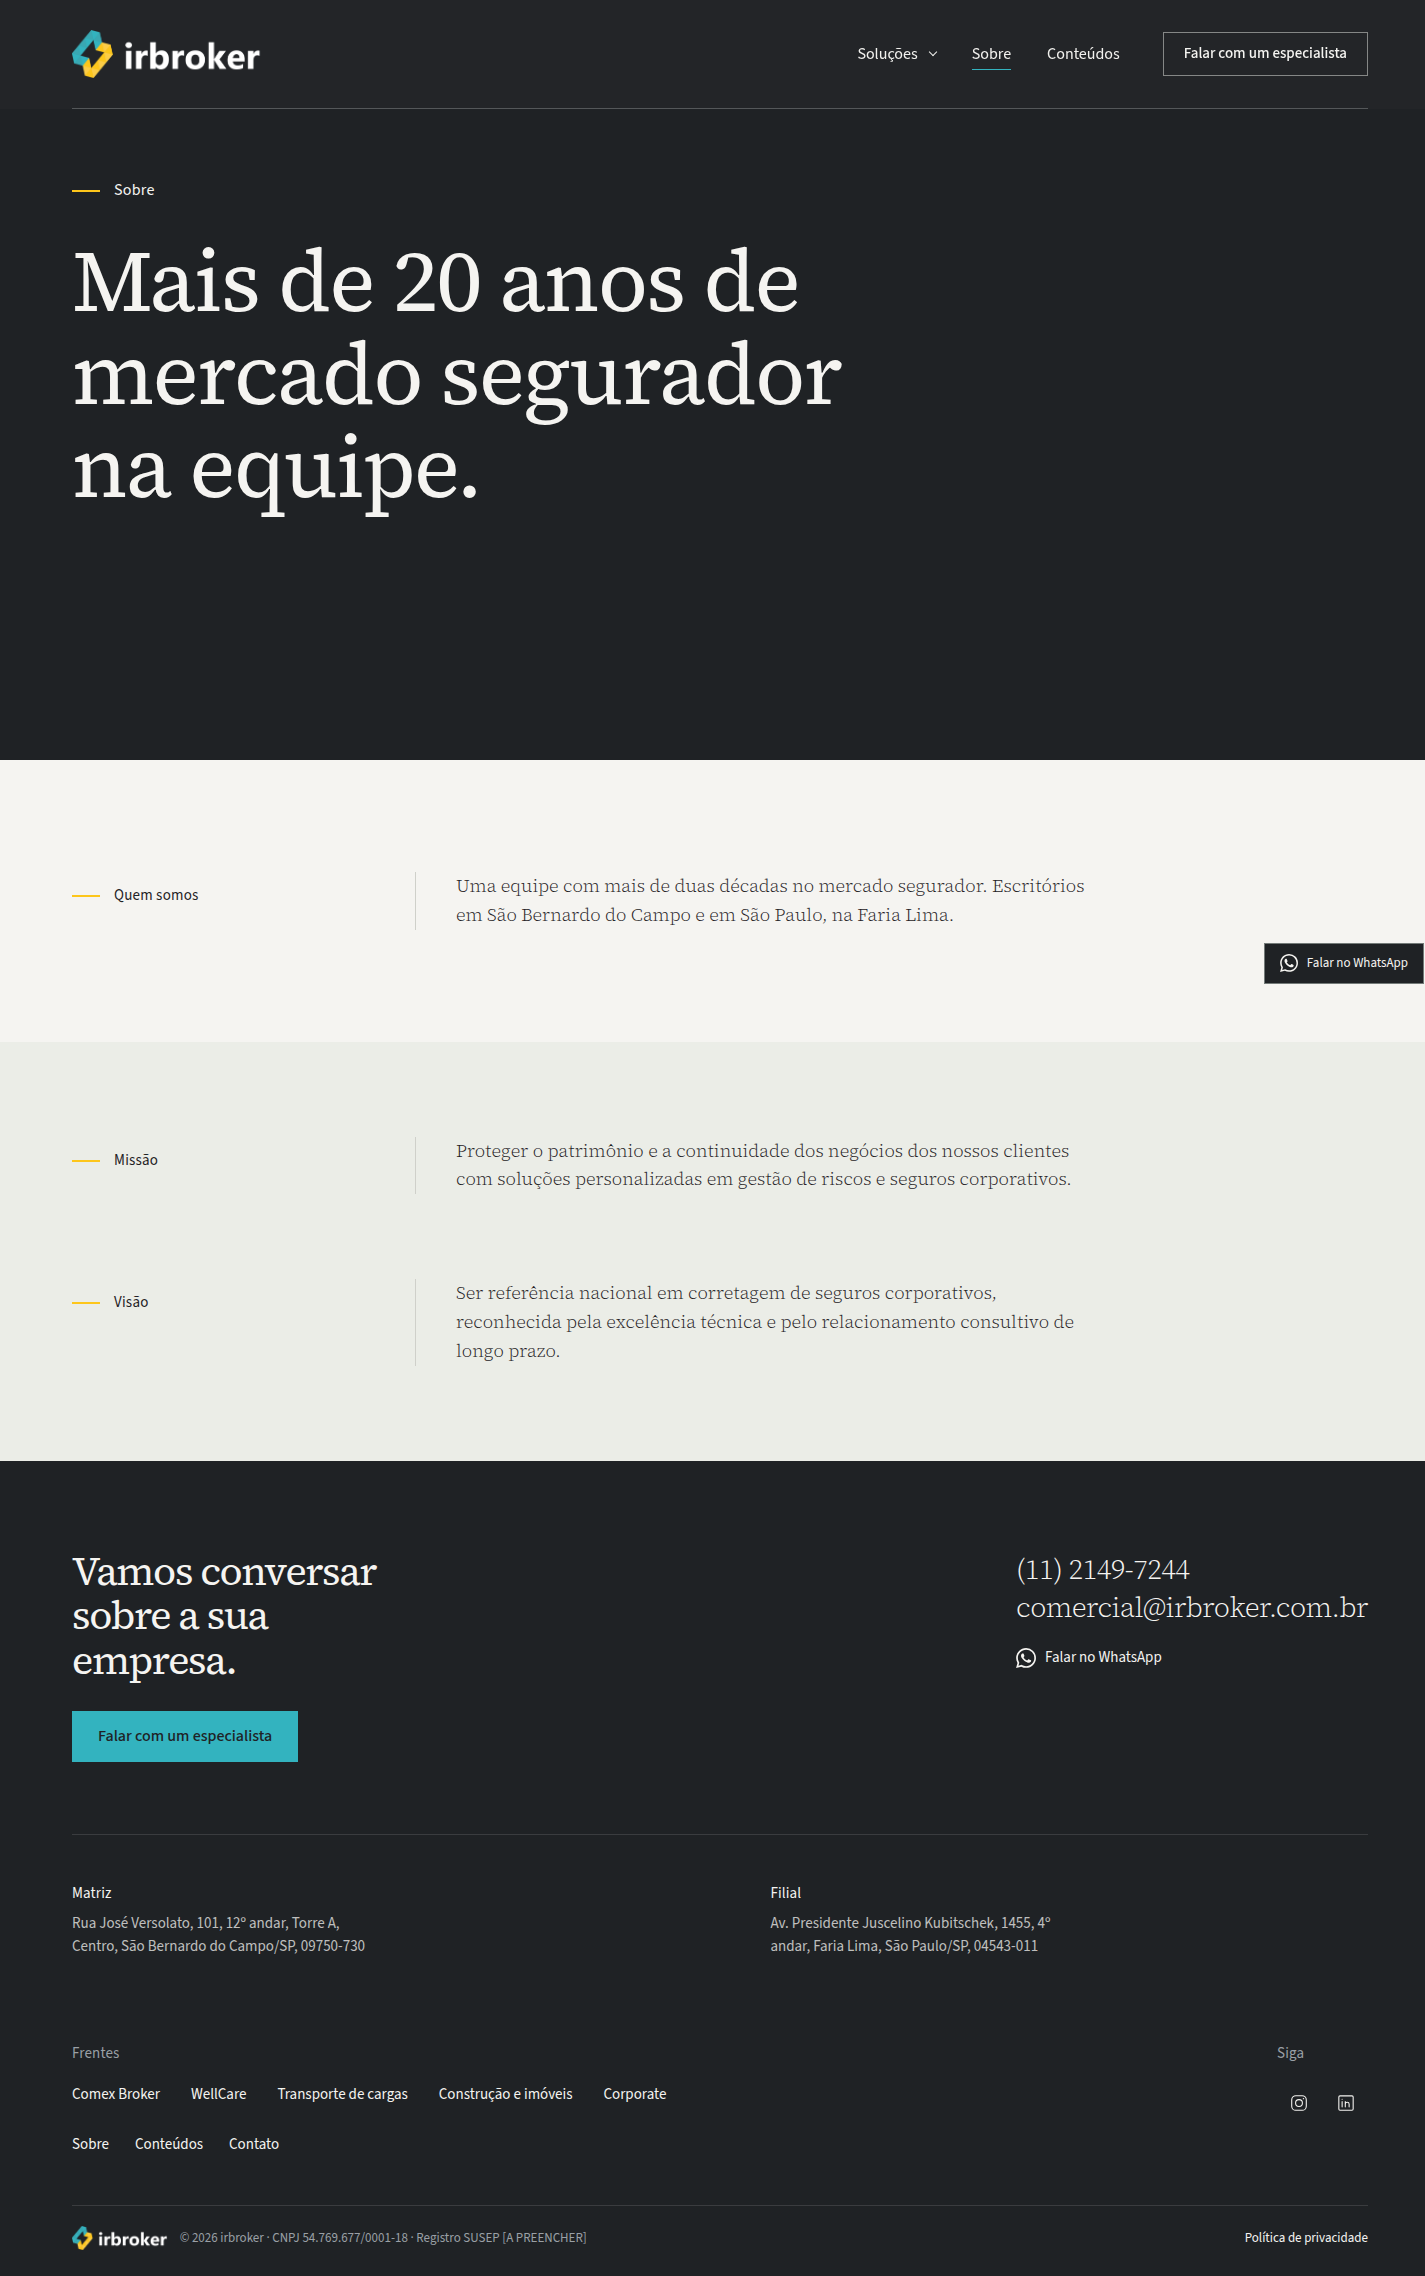 irbroker
Soluções
Sobre
Conteúdos
Falar com um especialista
Sobre
Mais de 20 anos de
mercado segurador
na equipe.
Quem somos
Uma equipe com mais de duas décadas no mercado segurador. Escritórios
em São Bernardo do Campo e em São Paulo, na Faria Lima.
Falar no WhatsApp
Missão
Proteger o patrimônio e a continuidade dos negócios dos nossos clientes
com soluções personalizadas em gestão de riscos e seguros corporativos.
Visão
Ser referência nacional em corretagem de seguros corporativos,
reconhecida pela excelência técnica e pelo relacionamento consultivo de
longo prazo.
Vamos conversar
sobre a sua
empresa.
Falar com um especialista
(11) 2149-7244
comercial@irbroker.com.br
Falar no WhatsApp
Matriz
Rua José Versolato, 101, 12º andar, Torre A,
Centro, São Bernardo do Campo/SP, 09750-730
Filial
Av. Presidente Juscelino Kubitschek, 1455, 4º
andar, Faria Lima, São Paulo/SP, 04543-011
Frentes
Comex Broker
WellCare
Transporte de cargas
Construção e imóveis
Corporate
Sobre
Conteúdos
Contato
Siga
irbroker
© 2026 irbroker · CNPJ 54.769.677/0001-18 · Registro SUSEP [A PREENCHER]
Política de privacidade